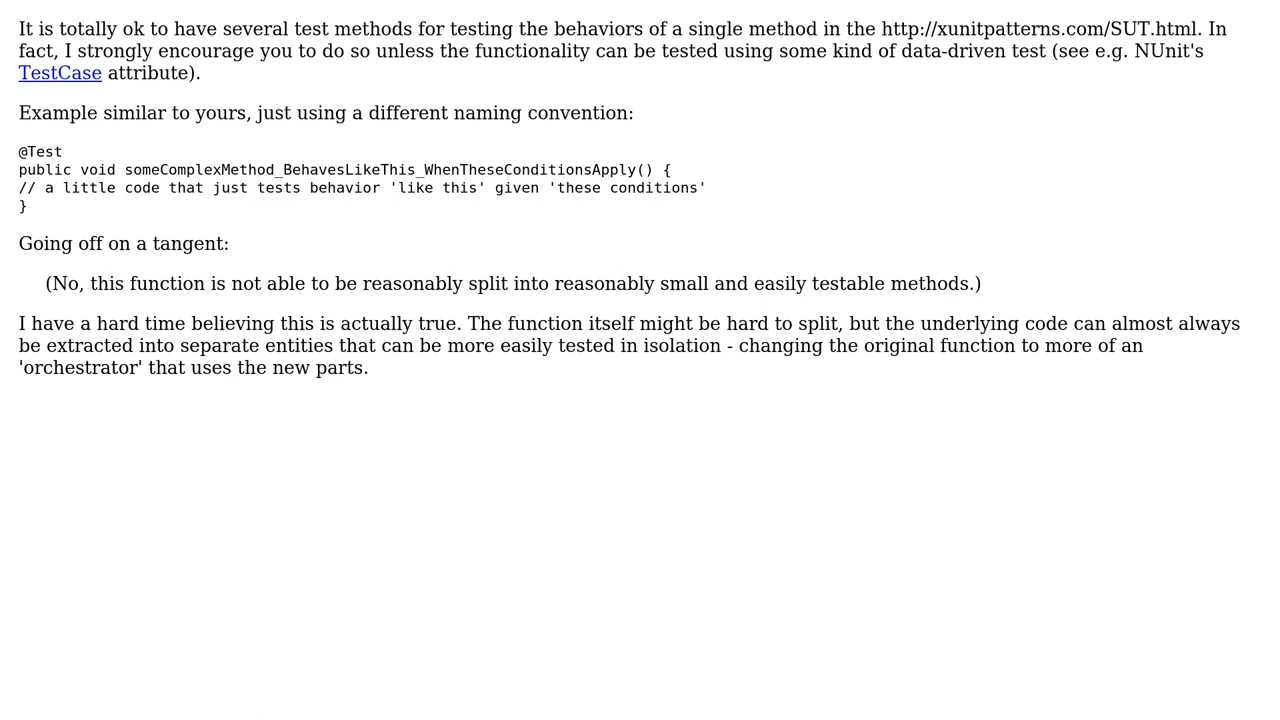 It is totally ok to have several test methods for testing the behaviors of a single method in the http://xunitpatterns.com/SUT.html. In
fact, I strongly encourage you to do so unless the functionality can be tested using some kind of data-driven test (see e.g. NUnit's
TestCase attribute).
Example similar to yours, just using a different naming convention:
@Test
public void someComplexMethod_BehavesLikeThis_WhenTheseConditionsApply() {
// a little code that just tests behavior 'like this' given 'these conditions'
}
Going off on a tangent:
(No, this function is not able to be reasonably split into reasonably small and easily testable methods.)
I have a hard time believing this is actually true. The function itself might be hard to split, but the underlying code can almost always
be extracted into separate entities that can be more easily tested in isolation - changing the original function to more of an
'orchestrator' that uses the new parts.